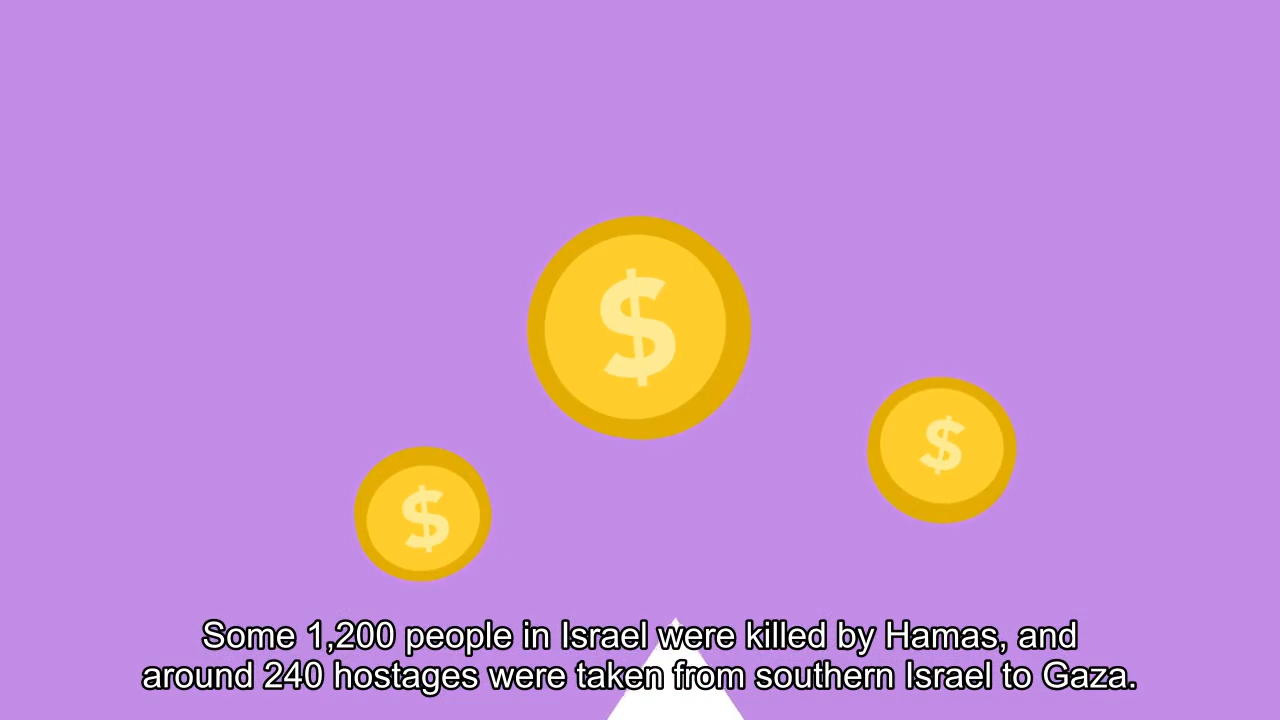 $
$
$
Some 1,200 people in Israel were killed by Hamas, and
around 240 hostages were taken from southern Israel to Gaza.